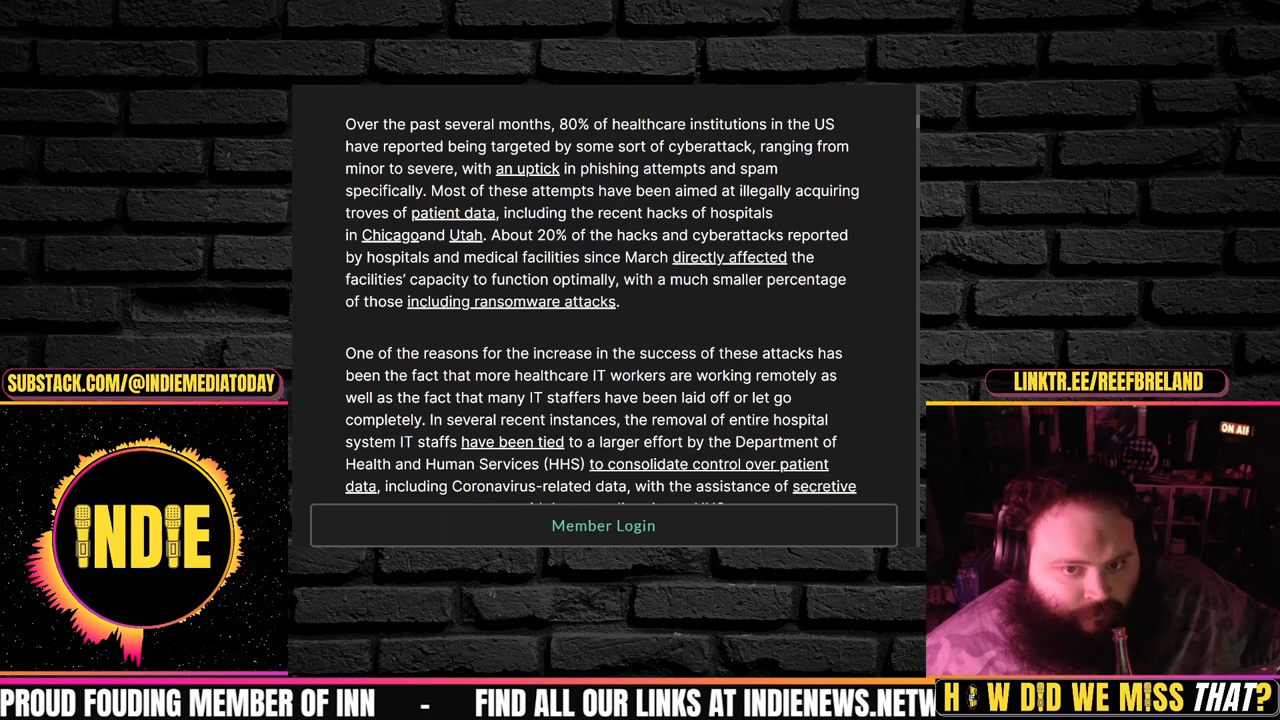 Over the past several months, 80% of healthcare institutions in the US
have reported being targeted by some sort of cyberattack, ranging from
minor to severe, with an uptick in phishing attempts and spam
specifically. Most of these attempts have been aimed at illegally acquiring
troves of patient data, including the recent hacks of hospitals
in Chicagoand Utah. About 20% of the hacks and cyberattacks reported
by hospitals and medical facilities since March directly affected the
facilities’ capacity to function optimally, with a much smaller percentage
of those including ransomware attacks.
One of the reasons for the increase in the success of these attacks has
been the fact that more healthcare IT workers are working remotely as
well as the fact that many IT staffers have been laid off or let go
completely. In several recent instances, the removal of entire hospital
system IT staffs have been tied to a larger effort by the Department of
Health and Human Services (HHS) to consolidate control over patient
data, including Coronavirus-related data, with the assistance of secretive
Member Login
SUBSTACK.COM/@INDIEMEDIATODAY
INDIE
LINKTR.EE/REEFBRELAND
ON AIR
PROUD FOUDING MEMBER OF INN - FIND ALL OUR LINKS AT INDIENEWS.NETW
HOW DID WE MISS THAT?